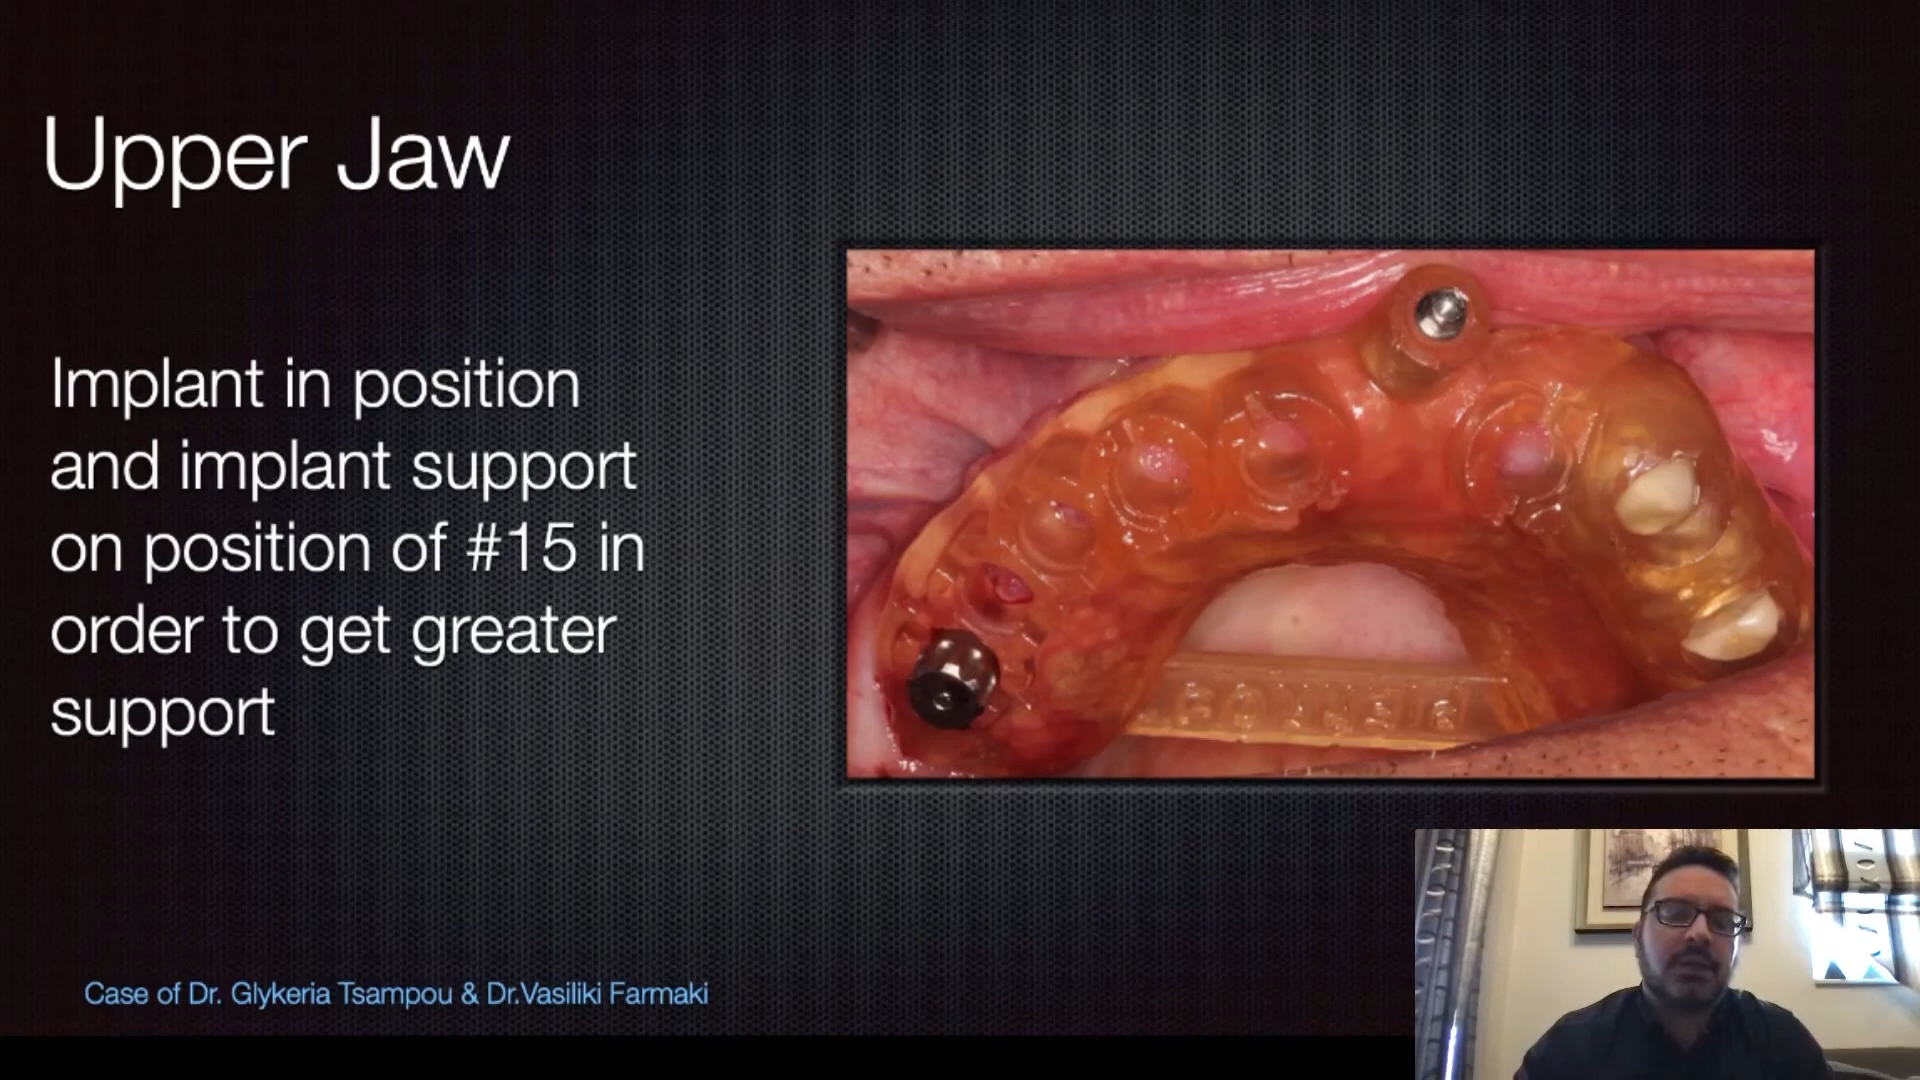 Upper Jaw
Implant in position
and implant support
on position of #15 in
order to get greater
support
Case of Dr. Glykeria Tsampou & Dr.Vasiliki Farmaki